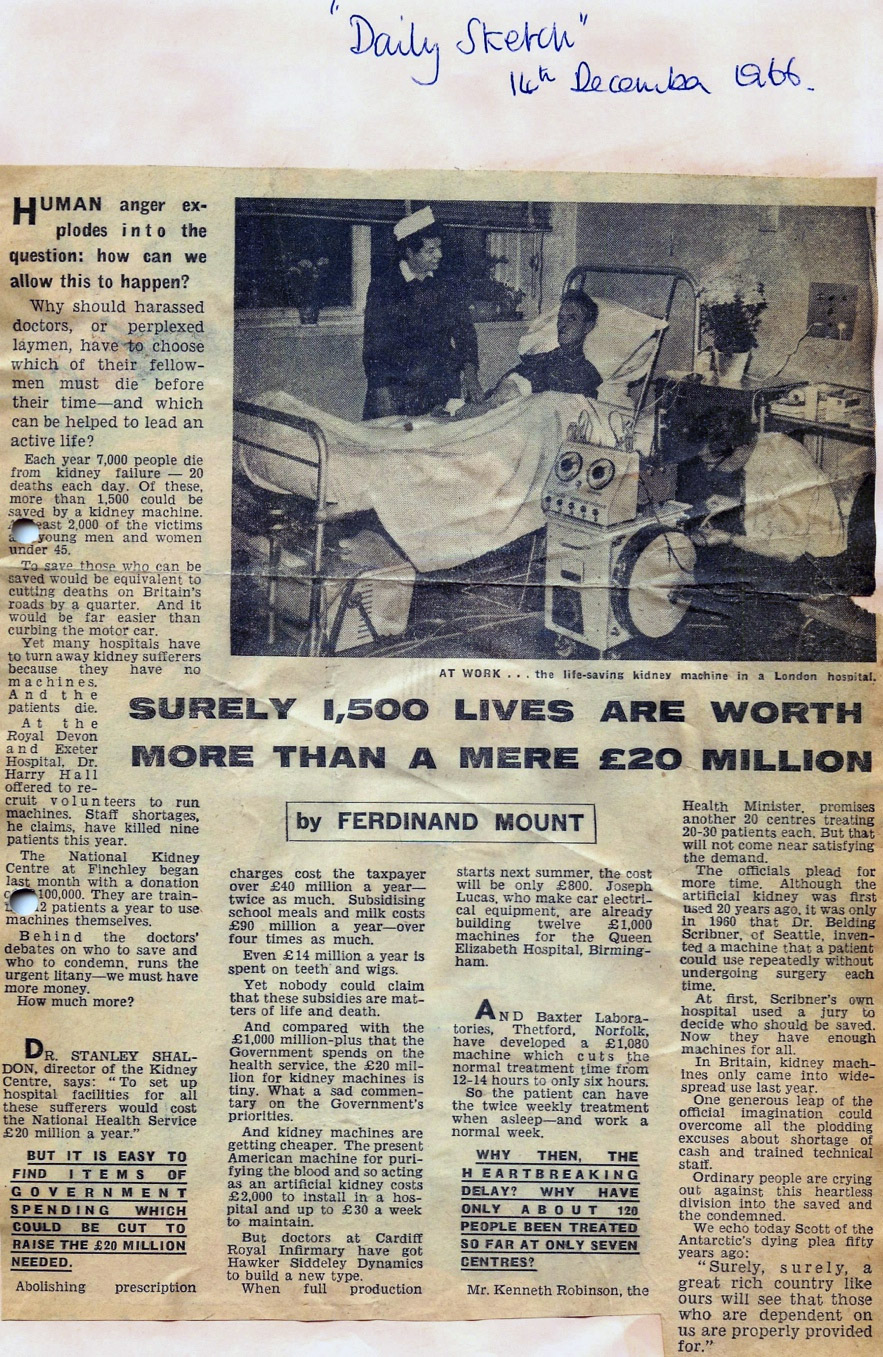 "Daily Sketch"
14th December 1966.
HUMAN anger ex-
plodes into the
question: how can we
allow this to happen?
Why should harassed
doctors, or perplexed
laymen, have to choose
which of their fellow-
men must die before
their time—and which
can be helped to lead an
active life?
Each year 7,000 people die
from kidney failure — 20
deaths each day. Of these,
more than 1,500 could be
saved by a kidney machine.
east 2,000 of the victims
young men and women
under 45.
To save those who can be
saved would be equivalent to
cutting deaths on Britain's
roads by a quarter. And it
would be far easier than
curbing the motor car.
Yet many hospitals have
to turn away kidney sufferers
because they have no
machines.
And the
patients die.
At the
Royal Devon
and Exeter
Hospital, Dr.
Harry Hall
offered to re-
cruit volunteers to run
machines. Staff shortages,
he claims, have killed nine
patients this year.
The National Kidney
Centre at Finchley began
last month with a donation
100,000. They are train-
2 patients a year to use
machines themselves.
Behind the doctors'
debates on who to save and
who to condemn, runs the
urgent litany—we must have
more money.
How much more?
DR. STANLEY SHAL-
DON, director of the Kidney
Centre, says: "To set up
hospital facilities for all
these sufferers would cost
the National Health Service
£20 million a year."
BUT IT IS EASY TO
FIND ITEMS OF
GOVERNMENT
SPENDING WHICH
COULD BE CUT TO
RAISE THE £20 MILLION
NEEDED.
Abolishing prescription
AT WORK . . . the life-saving kidney machine in a London hospital.
SURELY 1,500 LIVES ARE WORTH
MORE THAN A MERE £20 MILLION
by FERDINAND MOUNT
charges cost the taxpayer
over £40 million a year—
twice as much. Subsidising
school meals and milk costs
£90 million a year—over
four times as much.
Even £14 million a year is
spent on teeth and wigs.
Yet nobody could claim
that these subsidies are mat-
ters of life and death.
And compared with the
£1,000 million-plus that the
Government spends on the
health service, the £20 mil-
lion for kidney machines is
tiny. What a sad commen-
tary on the Government's
priorities.
And kidney machines are
getting cheaper. The present
American machine for puri-
fying the blood and so acting
as an artificial kidney costs
£2,000 to install in a hos-
pital and up to £30 a week
to maintain.
But doctors at Cardiff
Royal Infirmary have got
Hawker Siddeley Dynamics
to build a new type.
When full production
starts next summer, the cost
will be only £800. Joseph
Lucas, who make car electri-
cal equipment, are already
building twelve £1,000
machines for the Queen
Elizabeth Hospital, Birming-
ham.
AND Baxter Labora-
tories, Thetford, Norfolk,
have developed a £1,080
machine which cuts the
normal treatment time from
12-14 hours to only six hours.
So the patient can have
the twice weekly treatment
when asleep—and work a
normal week.
WHY THEN, THE
HEARTBREAKING
DELAY? WHY HAVE
ONLY ABOUT 120
PEOPLE BEEN TREATED
SO FAR AT ONLY SEVEN
CENTRES?
Mr. Kenneth Robinson, the
Health Minister, promises
another 20 centres treating
20-30 patients each. But that
will not come near satisfying
the demand.
The officials plead for
more time. Although the
artificial kidney was first
used 20 years ago, it was only
in 1960 that Dr. Belding
Scribner, of Seattle, inven-
ted a machine that a patient
could use repeatedly without
undergoing surgery each
time.
At first, Scribner's own
hospital used a jury to
decide who should be saved.
Now they have enough
machines for all.
In Britain, kidney mach-
ines only came into wide-
spread use last year.
One generous leap of the
official imagination could
overcome all the plodding
excuses about shortage of
cash and trained technical
staff.
Ordinary people are crying
out against this heartless
division into the saved and
the condemned.
We echo today Scott of the
Antarctic's dying plea fifty
years ago:
"Surely, surely, a
great rich country like
ours will see that those
who are dependent on
us are properly provided
for."